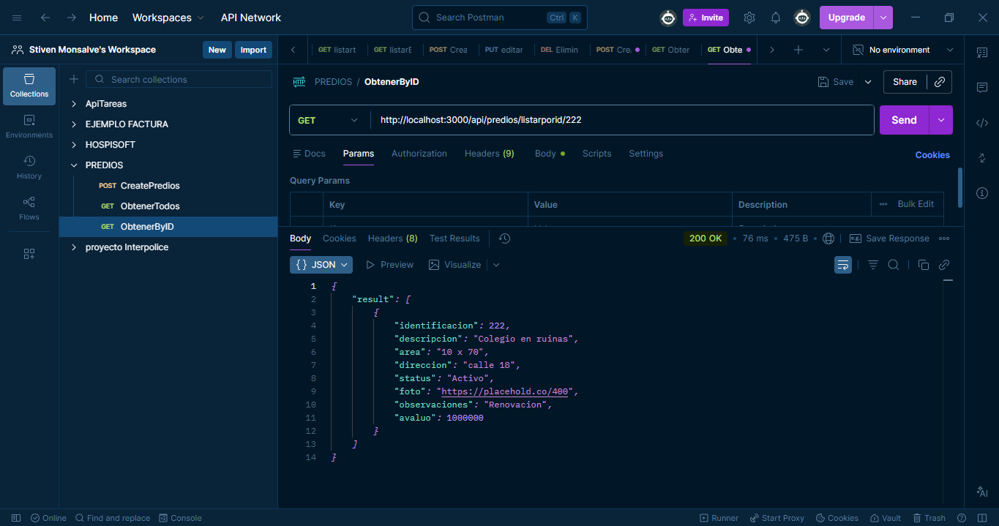 Home Workspaces API Network Search Postman Ctrl K Invite Upgrade
Stiven Monsalve's Workspace New Import GET listart GET listarE POST Crea PUT editar DEL Elimin POST Cre GET Obter GET Obte No environment
Collections
Environments
History
Flows
Search collections
ApiTareas
EJEMPLO FACTURA
HOSPISOFT
PREDIOS
POST CreatePredios
GET ObtenerTodos
GET ObtenerByID
proyecto Interpolice
HTTP PREDIOS / ObtenerByID Save Share
GET http://localhost:3000/api/predios/listarporid/222 Send
Docs Params Authorization Headers (9) Body Scripts Settings Cookies
Query Params
Key Value Description Bulk Edit
Body Cookies Headers (8) Test Results 200 OK • 76 ms • 475 B • e.g. Save Response
{} JSON Preview Visualize
1 {
2 "result": [
3 {
4 "identificacion": 222,
5 "descripcion": "Colegio en ruinas",
6 "area": "10 x 70",
7 "direccion": "calle 18",
8 "status": "Activo",
9 "foto": "https://placehold.co/400",
10 "observaciones": "Renovacion",
11 "avaluo": 1000000
12 }
13 ]
14 }
AI
Online Find and replace Console Runner Start Proxy Cookies Vault Trash